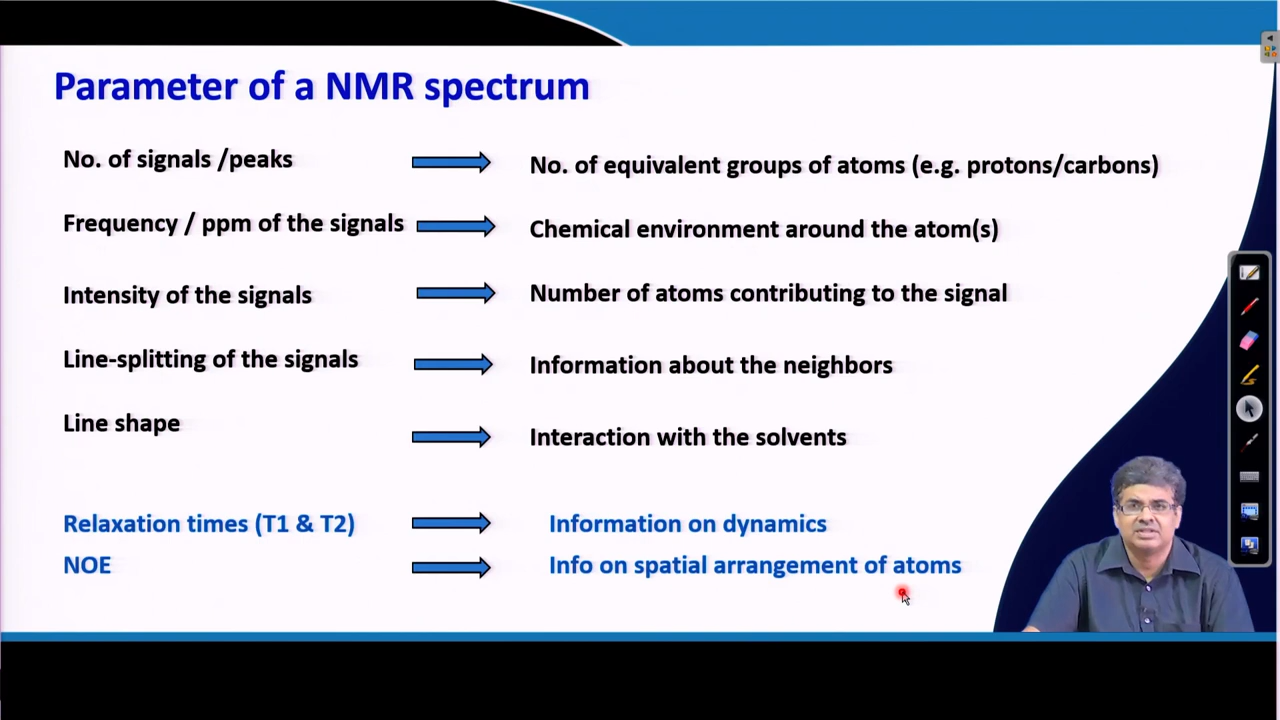 Parameter of a NMR spectrum
No. of signals /peaks
No. of equivalent groups of atoms (e.g. protons/carbons)
Frequency / ppm of the signals
Chemical environment around the atom(s)
Intensity of the signals
Number of atoms contributing to the signal
Line-splitting of the signals
Information about the neighbors
Line shape
Interaction with the solvents
Relaxation times (T1 & T2)
Information on dynamics
NOE
Info on spatial arrangement of atoms